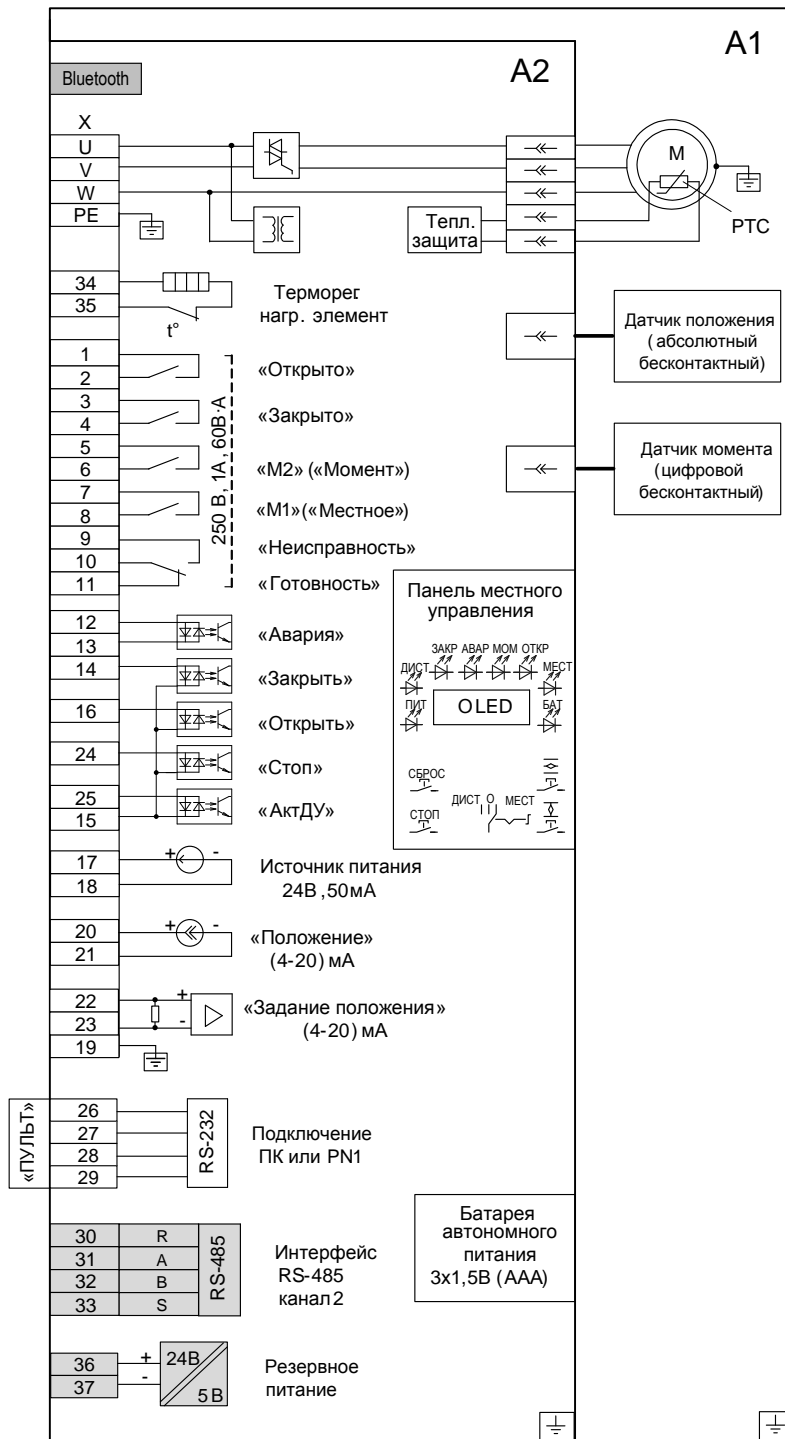 A1
A2
Bluetooth
X
U
V
W
PE
M
PTC
Тепл.
защита
34
35
t°
Терморег
нагр. элемент
Датчик положения
(абсолютный
бесконтактный)
1
2
«Открыто»
3
4
«Закрыто»
5
6
«М2» («Момент»)
7
8
«М1» («Местное»)
9
«Неисправность»
10
11
«Готовность»
250 В, 1А, 60В·А
Датчик момента
(цифровой
бесконтактный)
12
13
«Авария»
14
«Закрыть»
16
«Открыть»
24
«Стоп»
25
15
«АктДУ»
Панель местного
управления
ЗАКР АВАР МОМ ОТКР
ДИСТ МЕСТ
ПИТ OLED БАТ
СБРОС
ДИСТ О МЕСТ
СТОП
17
18
+ -
Источник питания
24В ,50мА
20
21
+ -
«Положение»
(4-20) мА
22
23
+
-
«Задание положения»
(4-20) мА
19
«ПУЛЬТ»
26
27
28
29
RS-232
Подключение
ПК или PN1
30 R
31 A
32 B
33 S
RS-485
Интерфейс
RS-485
канал 2
Батарея
автономного
питания
3х1,5В (ААА)
36 +
37 -
24В
5В
Резервное
питание